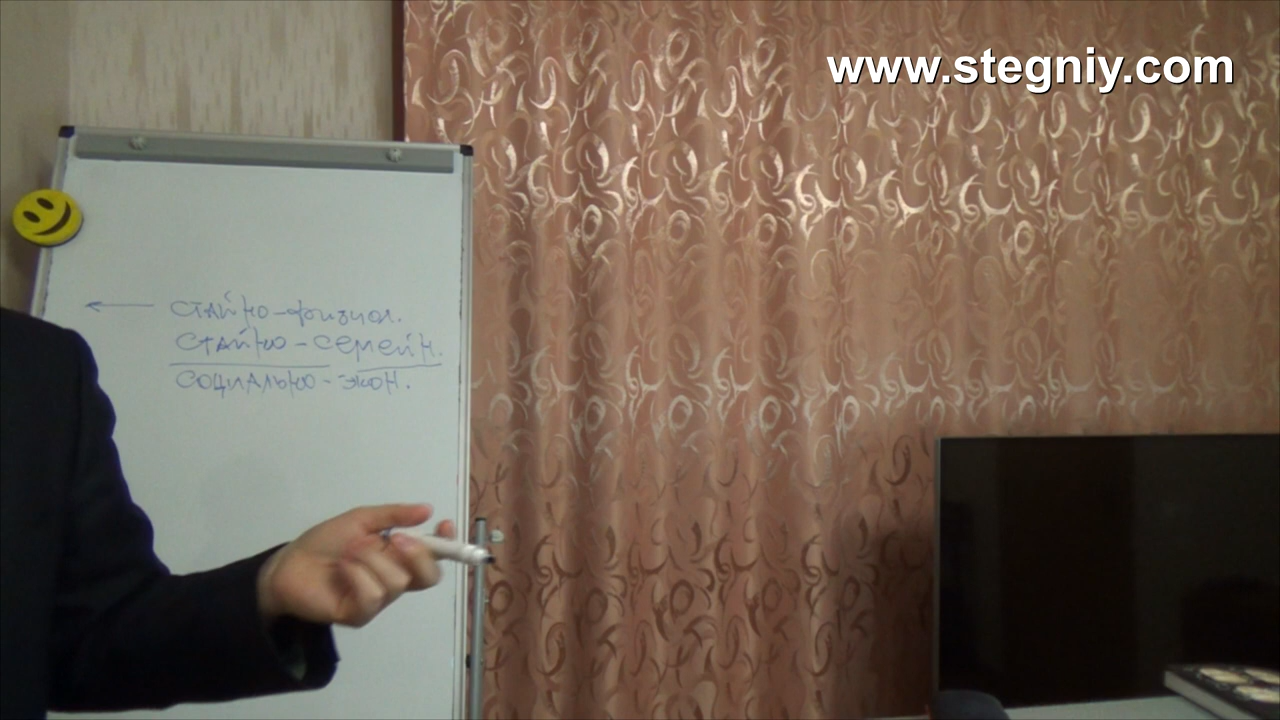 www.stegniy.com
стайно-физиол.
стайно-семейн.
социально-экон.